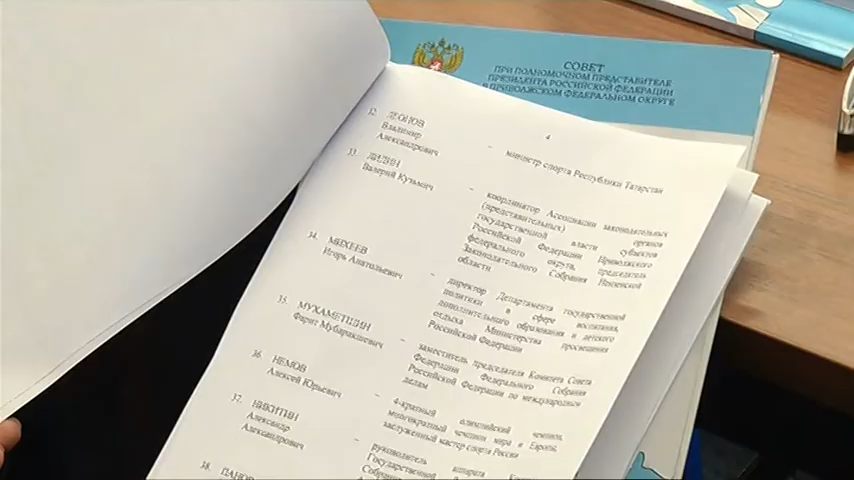 СОВЕТ
ПРИ ПОЛНОМОЧНОМ ПРЕДСТАВИТЕЛЕ
ПРЕЗИДЕНТА РОССИЙСКОЙ ФЕДЕРАЦИИ
В ПРИВОЛЖСКОМ ФЕДЕРАЛЬНОМ ОКРУГЕ
4
32. ЛЕОНОВ
Владимир
Александрович
- министр спорта Республики Татарстан
33. ЛИДИН
Валерий Кузьмич
- координатор Ассоциации законодательных
(представительных) органов
государственной власти субъектов
Российской Федерации Приволжского
федерального округа, председатель
Законодательного Собрания Пензенской
области
34. МИХЕЕВ
Игорь Анатольевич
- директор Департамента государственной
политики в сфере воспитания,
дополнительного образования и детского
отдыха Министерства просвещения
Российской Федерации
35. МУХАМЕТШИН
Фарит Мубаракшевич
- заместитель председателя Комитета Совета
Федерации Федерального Собрания
Российской Федерации по международным
делам
36. НЕМОВ
Алексей Юрьевич
- 4-кратный олимпийский чемпион,
многократный чемпион мира и Европы,
заслуженный мастер спорта России
37. НИКИТИН
Александр
Александрович
- руководитель аппарата
Государственной
38.